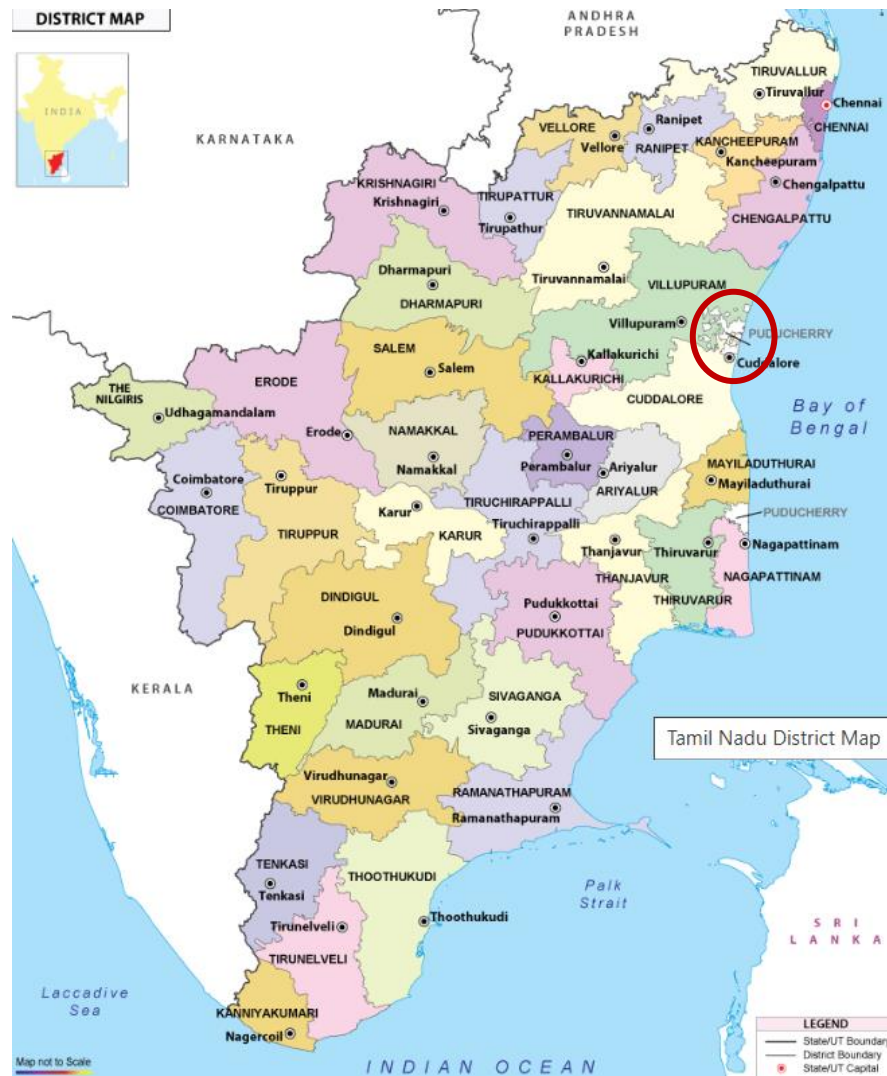 DISTRICT MAP
INDIA
ANDHRA
PRADESH
KARNATAKA
TIRUVALLUR
Tiruvallur
Chennai
CHENNAI
VELLORE
Vellore
Ranipet
RANIPET
KANCHEEPURAM
Kancheepuram
Chengalpattu
CHENGALPATTU
KRISHNAGIRI
Krishnagiri
TIRUPATTUR
Tirupathur
TIRUVANNAMALAI
Tiruvannamalai
Dharmapuri
DHARMAPURI
VILLUPURAM
Villupuram
PUDUCHERRY
Cuddalore
CUDDALORE
Kallakurichi
KALLAKURICHI
SALEM
Salem
ERODE
Erode
THE
NILGIRIS
Udhagamandalam
NAMAKKAL
Namakkal
PERAMBALUR
Perambalur
Ariyalur
ARIYALUR
Bay of
Bengal
MAYILADUTHURAI
Mayiladuthurai
Coimbatore
COIMBATORE
Tiruppur
TIRUPPUR
Karur
KARUR
TIRUCHIRAPPALLI
Tiruchirappalli
PUDUCHERRY
Thanjavur
THANJAVUR
Thiruvarur
THIRUVARUR
Nagapattinam
NAGAPATTINAM
DINDIGUL
Dindigul
Pudukkottai
PUDUKKOTTAI
KERALA
Theni
THENI
Madurai
MADURAI
SIVAGANGA
Sivaganga
Tamil Nadu District Map
Virudhunagar
VIRUDHUNAGAR
RAMANATHAPURAM
Ramanathapuram
TENKASI
Tenkasi
THOOTHUKUDI
Thoothukudi
Palk
Strait
Tirunelveli
TIRUNELVELI
SRI
LANKA
Laccadive
Sea
KANNIYAKUMARI
Nagercoil
Map not to Scale
INDIAN OCEAN
LEGEND
State/UT Boundary
District Boundary
State/UT Capital